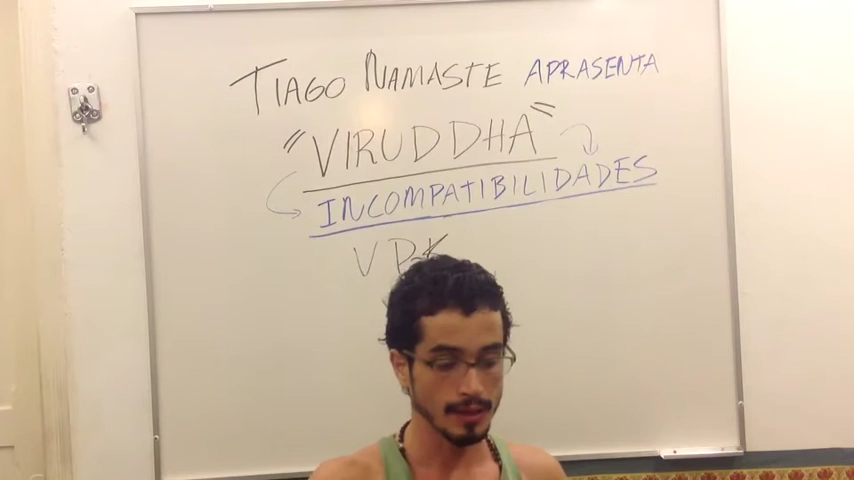 TIAGO NAMASTE APRASENTA
"VIRUDDHA"
INCOMPATIBILIDADES
V P K